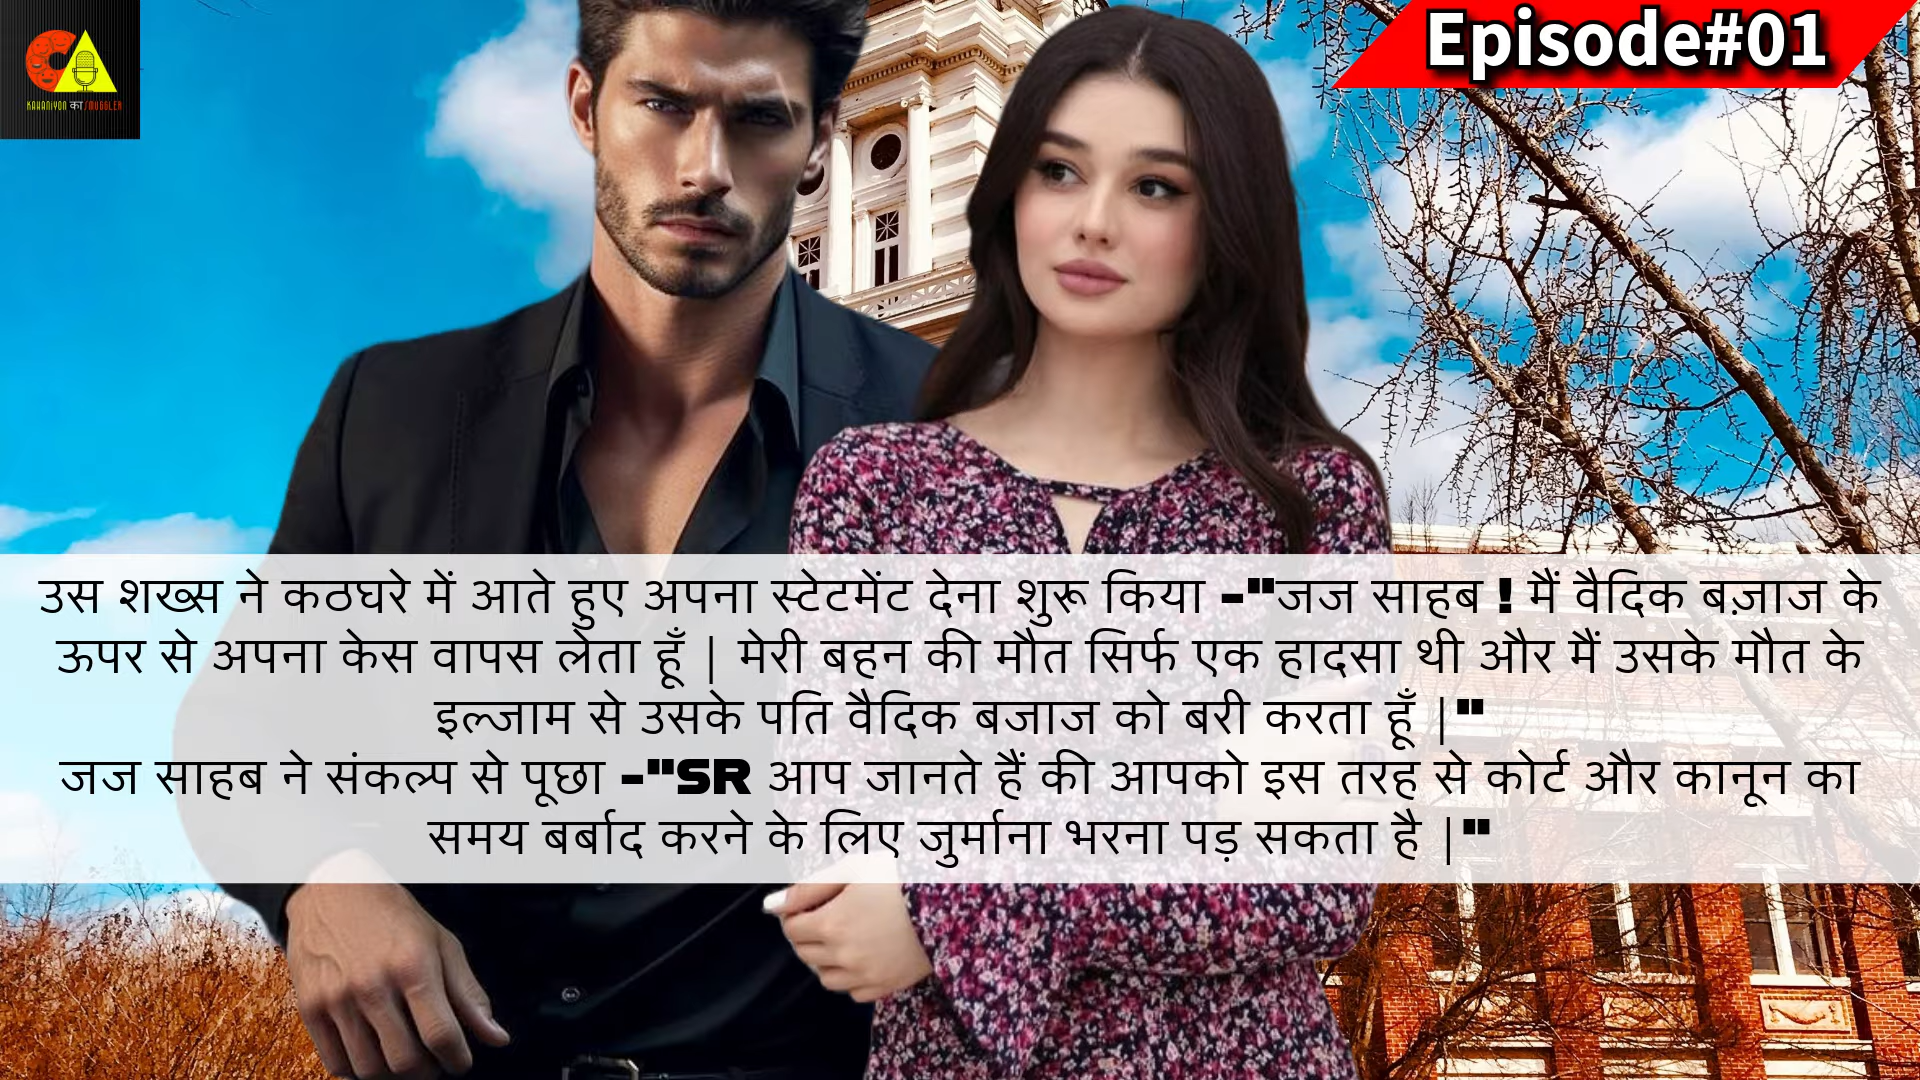 Episode#01
KAHANIYON का SMUGGLER
उस शख्स ने कठघरे में आते हुए अपना स्टेटमेंट देना शुरू किया -"जज साहब ! मैं वैदिक बज़ाज के
ऊपर से अपना केस वापस लेता हूँ | मेरी बहन की मौत सिर्फ एक हादसा थी और मैं उसके मौत के
इल्जाम से उसके पति वैदिक बजाज को बरी करता हूँ |"
जज साहब ने संकल्प से पूछा -"SR आप जानते हैं की आपको इस तरह से कोर्ट और कानून का
समय बर्बाद करने के लिए जुर्माना भरना पड़ सकता है |"